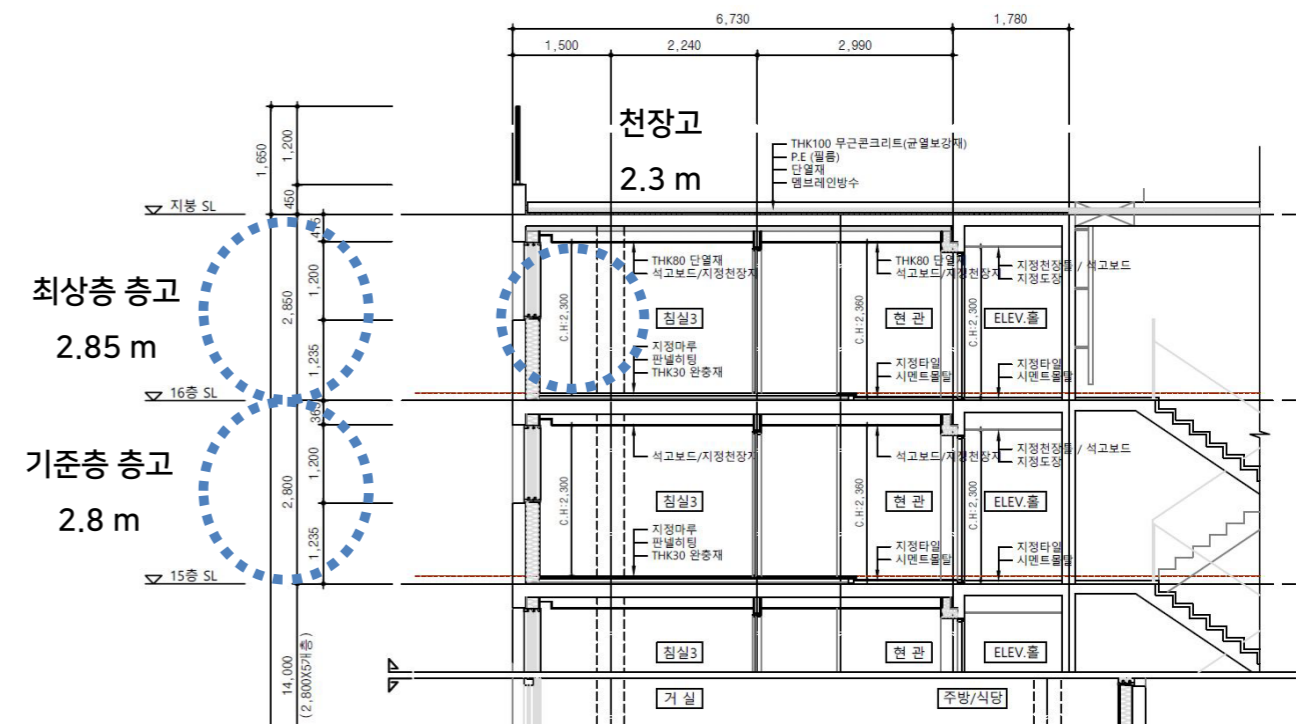 6,730
1,780
1,500
2,240
2,990
천장고
2.3 m
THK100 무근콘크리트(균열보강재)
P.E (필름)
단열재
멤브레인방수
1,650
1,200
450
지붕 SL
415
최상층 층고
2.85 m
2,850
1,200
1,235
THK80 단열재
석고보드/지정천장지
THK80 단열재
석고보드/지정천장지
지정천장틀 / 석고보드
지정도장
C.H:2,300
침실3
C.H:2,360
현 관
C.H:2,300
ELEV.홀
지정마루
판넬히팅
THK30 완충재
지정타일
시멘트몰탈
지정타일
시멘트몰탈
16층 SL
365
기준층 층고
2.8 m
2,800
1,200
1,235
석고보드/지정천장지
석고보드/지정천장지
지정천장틀 / 석고보드
지정도장
C.H:2,300
침실3
C.H:2,360
현 관
C.H:2,300
ELEV.홀
지정마루
판넬히팅
THK30 완충재
지정타일
시멘트몰탈
지정타일
시멘트몰탈
15층 SL
14,000
(2,800X5개층)
침실3
현 관
ELEV.홀
거 실
주방/식당